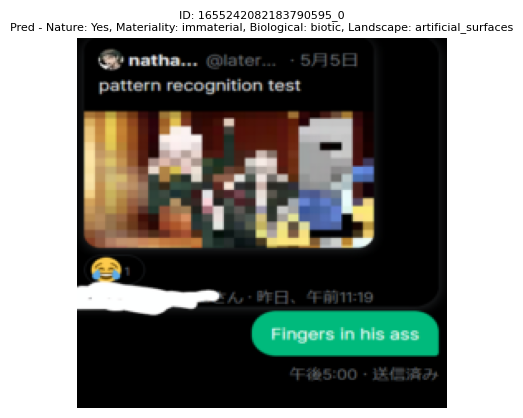 ID: 1655242082183790595_0
Pred - Nature: Yes, Materiality: immaterial, Biological: biotic, Landscape: artificial_surfaces
natha... @later... · 5月5日
pattern recognition test
1
さん · 昨日、午前11:19
Fingers in his ass
午後5:00 · 送信済み